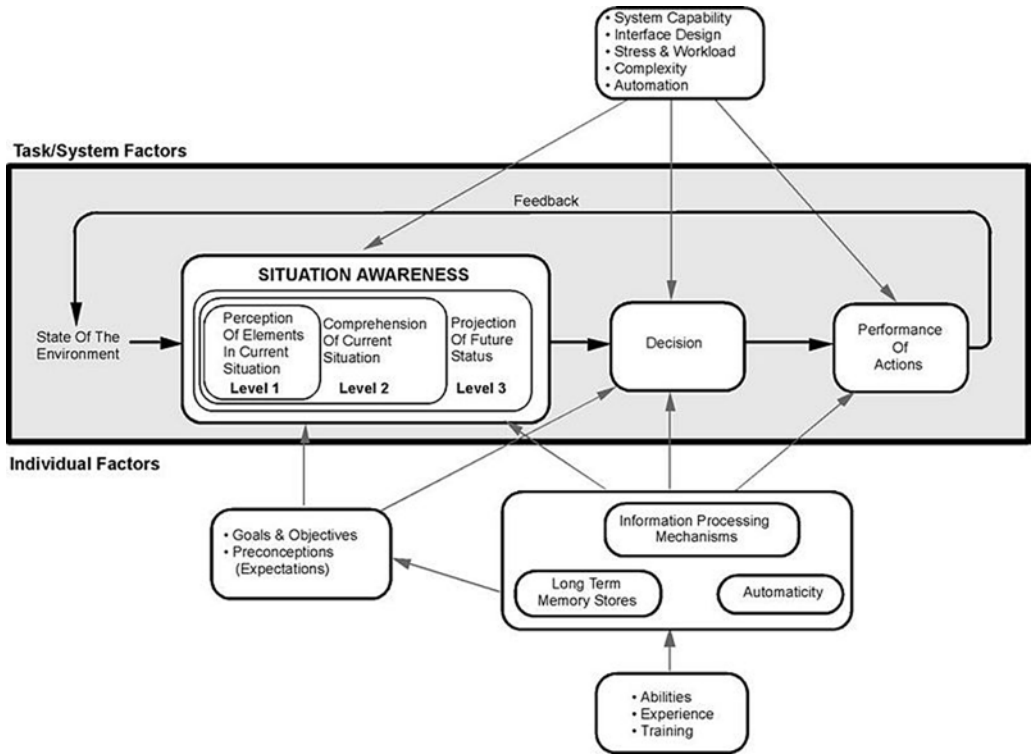 • System Capability
• Interface Design
• Stress & Workload
• Complexity
• Automation
Task/System Factors
Feedback
SITUATION AWARENESS
State Of The
Environment
Perception
Of Elements
In Current
Situation
Level 1
Comprehension
Of Current
Situation
Level 2
Projection
Of Future
Status
Level 3
Decision
Performance
Of
Actions
Individual Factors
• Goals & Objectives
• Preconceptions
(Expectations)
Information Processing
Mechanisms
Long Term
Memory Stores
Automaticity
• Abilities
• Experience
• Training